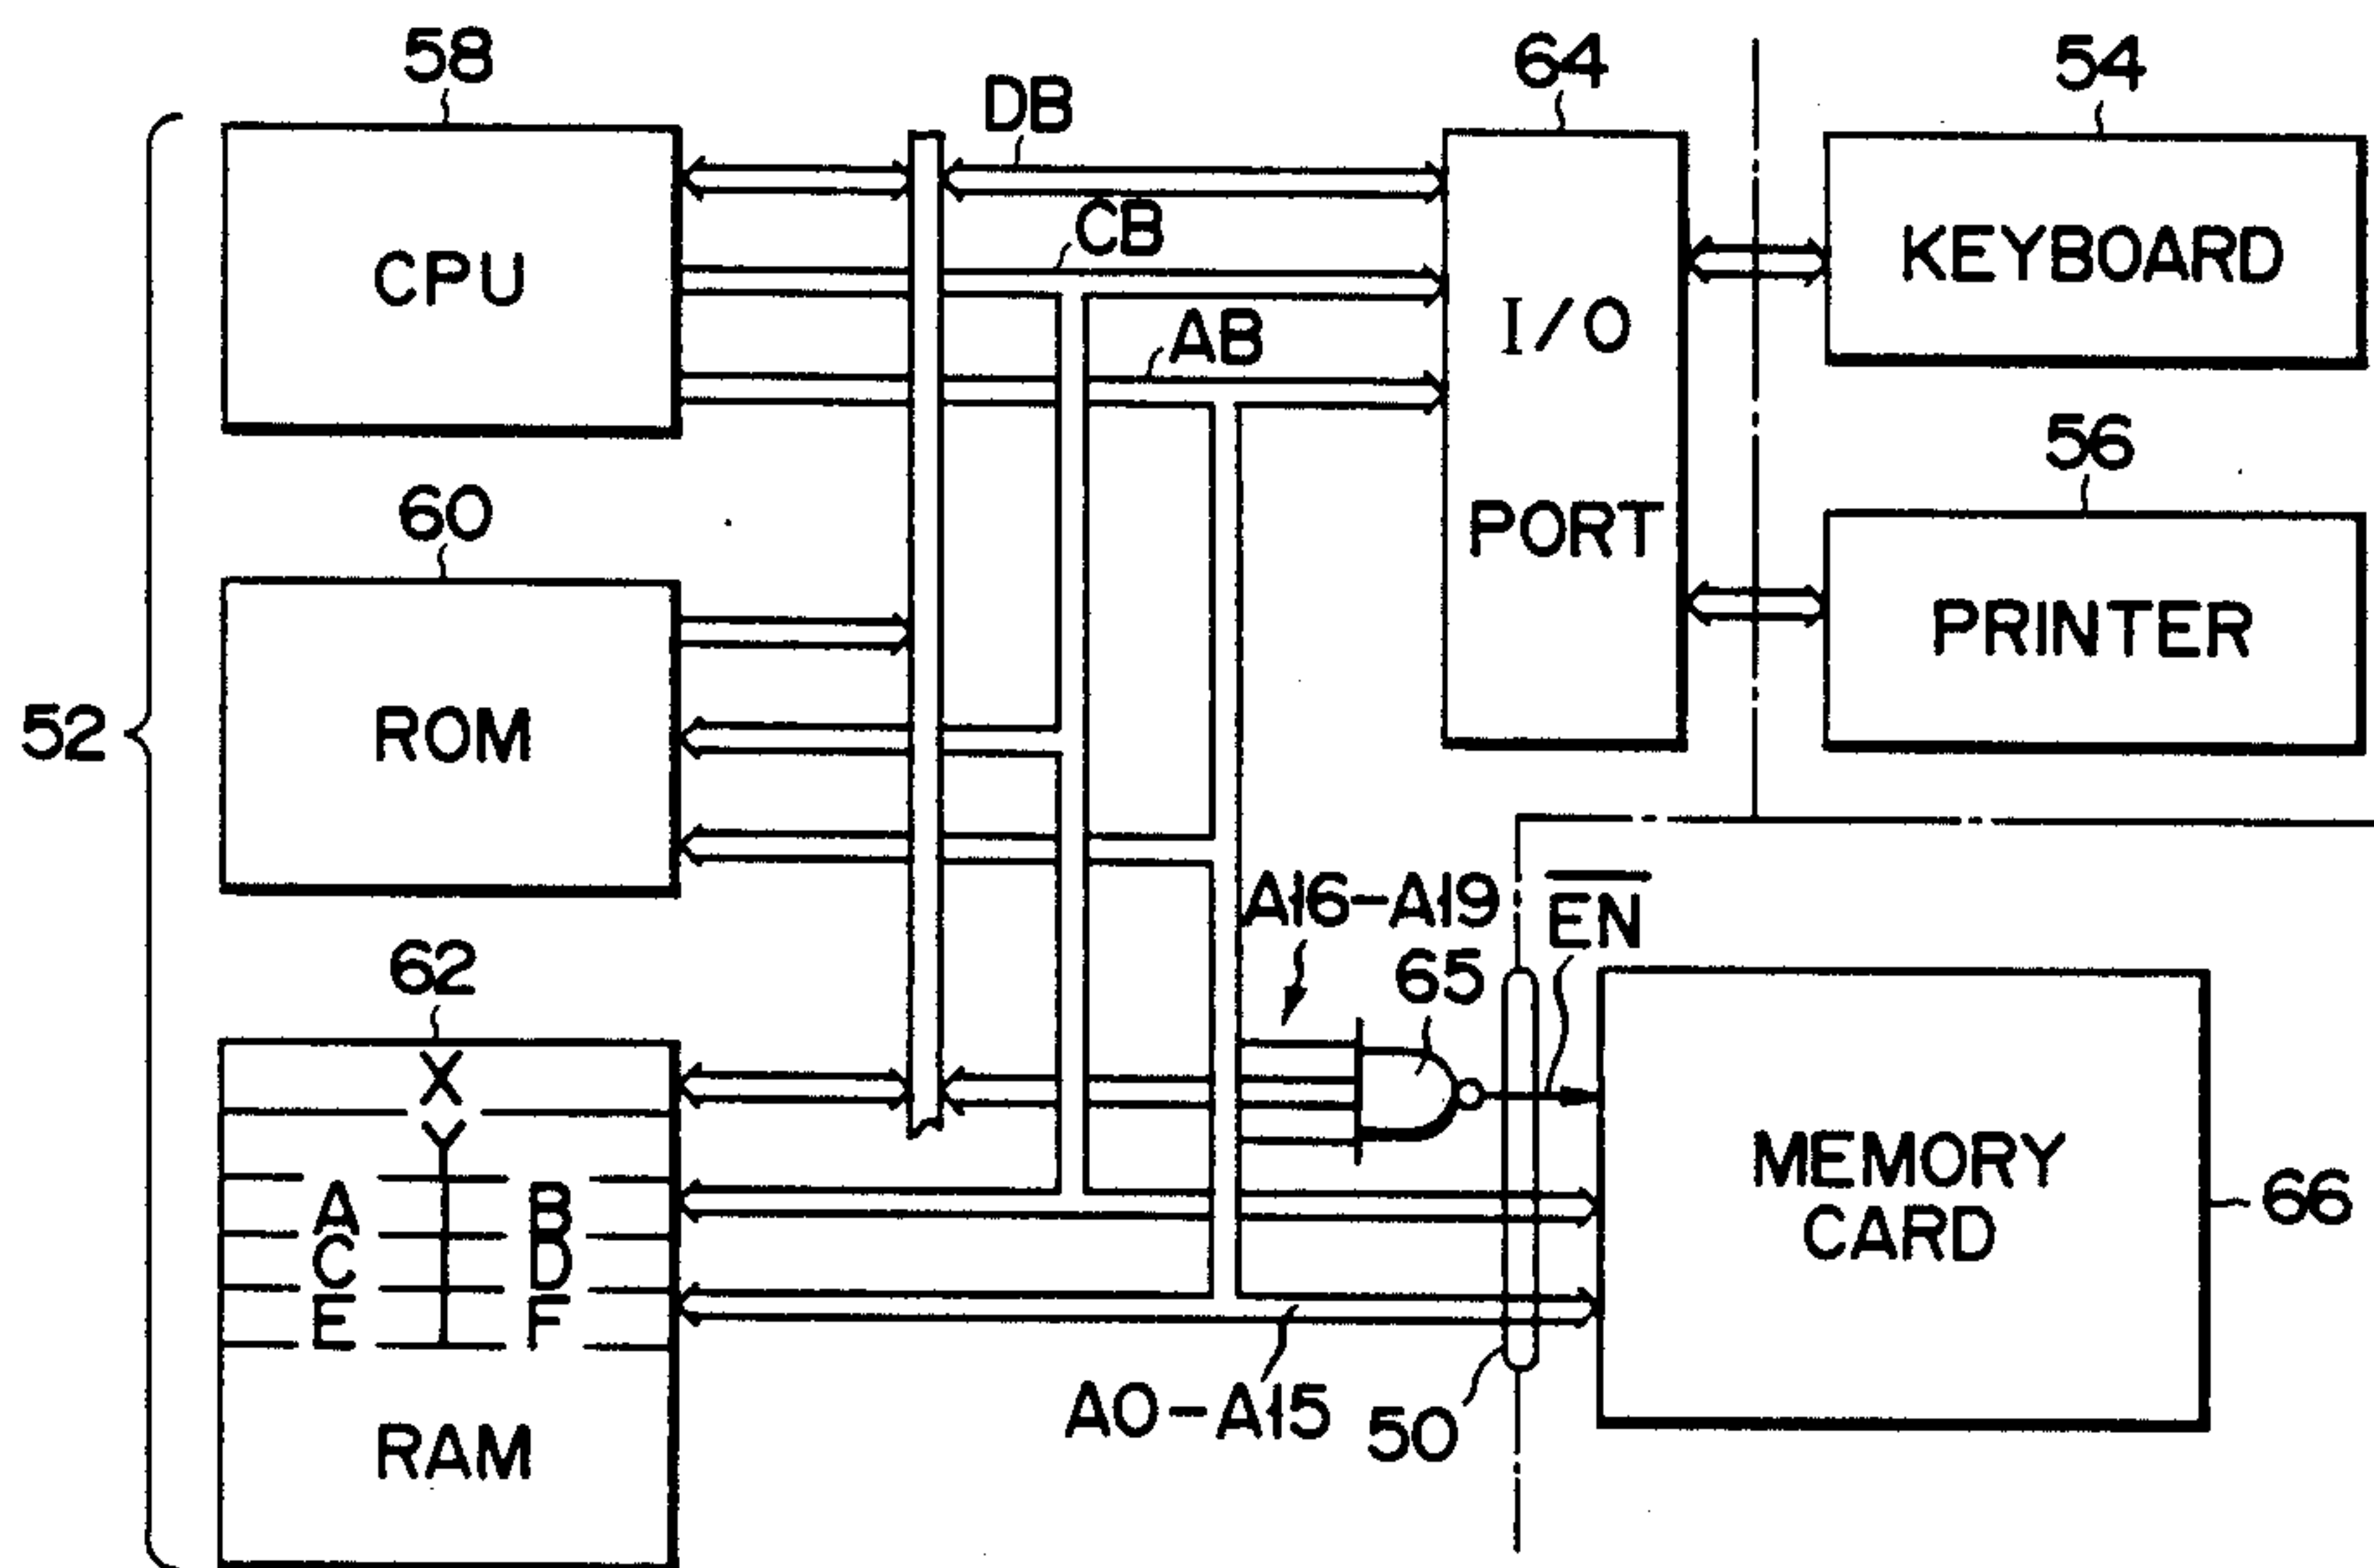 58
DB
64
54
CPU
CB
I/O
KEYBOARD
AB
56
60
PORT
PRINTER
52
ROM
A16-A19
EN
62
65
X
Y
A B
C D
E F
MEMORY
CARD
66
RAM
A0-A15
50